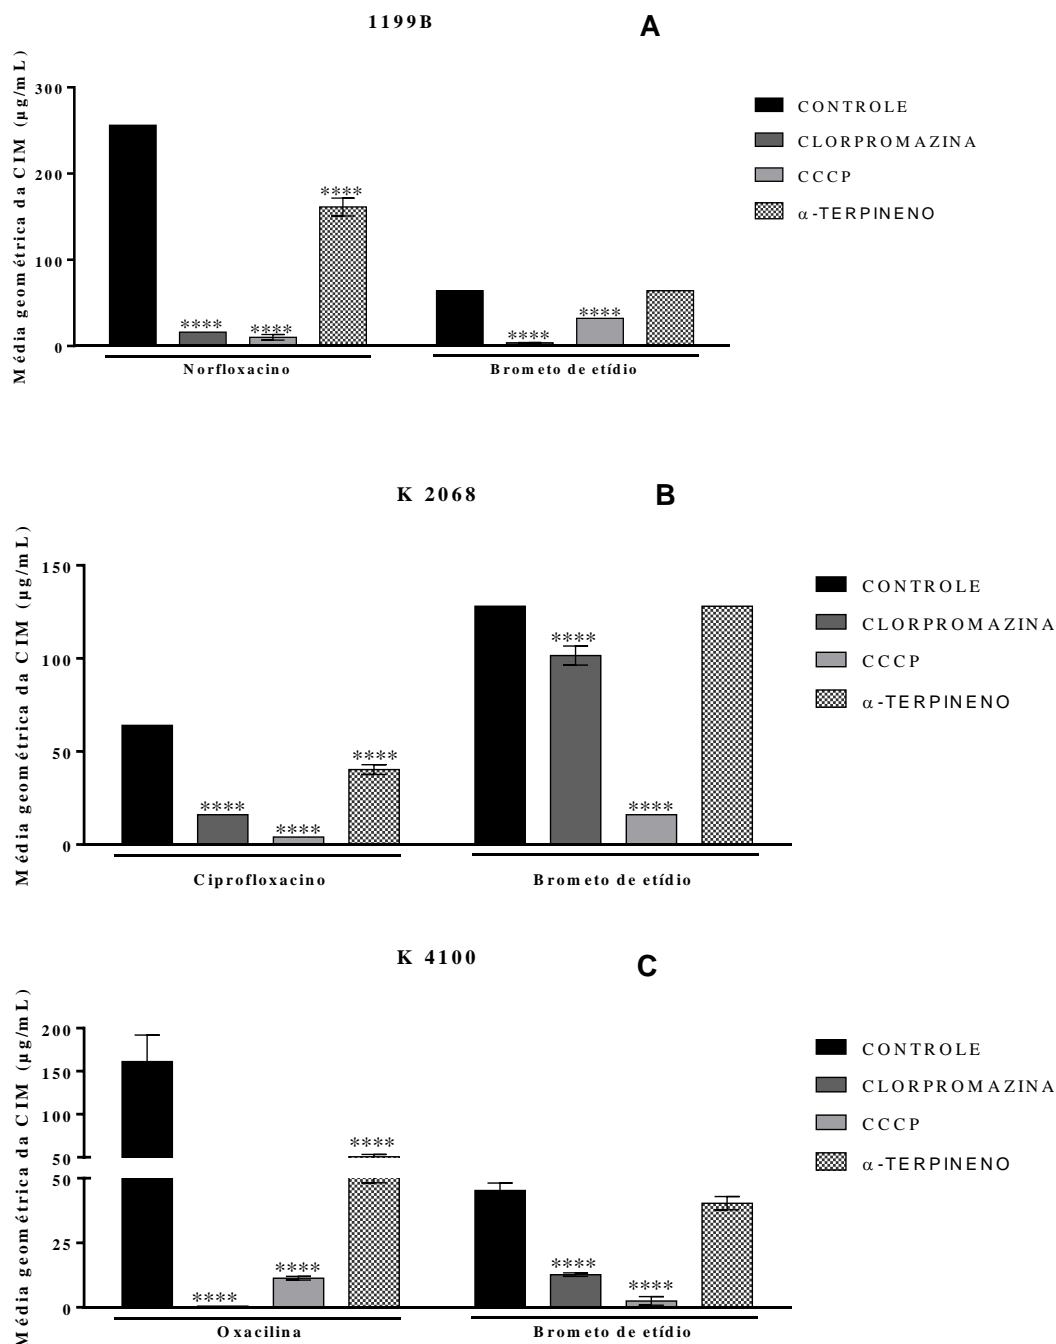 1199B
A
Média geométrica da CIM (µg/mL)
300
200
100
0
****
****
****
****
****
Norfloxacino
Brometo de etídio
CONTROLE
CLORPROMAZINA
CCCP
α-TERPINENO
K 2068
B
Média geométrica da CIM (µg/mL)
150
100
50
0
****
****
****
****
****
Ciprofloxacino
Brometo de etídio
CONTROLE
CLORPROMAZINA
CCCP
α-TERPINENO
K 4100
C
Média geométrica da CIM (µg/mL)
200
150
100
50
50
25
0
****
****
****
****
****
Oxacilina
Brometo de etídio
CONTROLE
CLORPROMAZINA
CCCP
α-TERPINENO